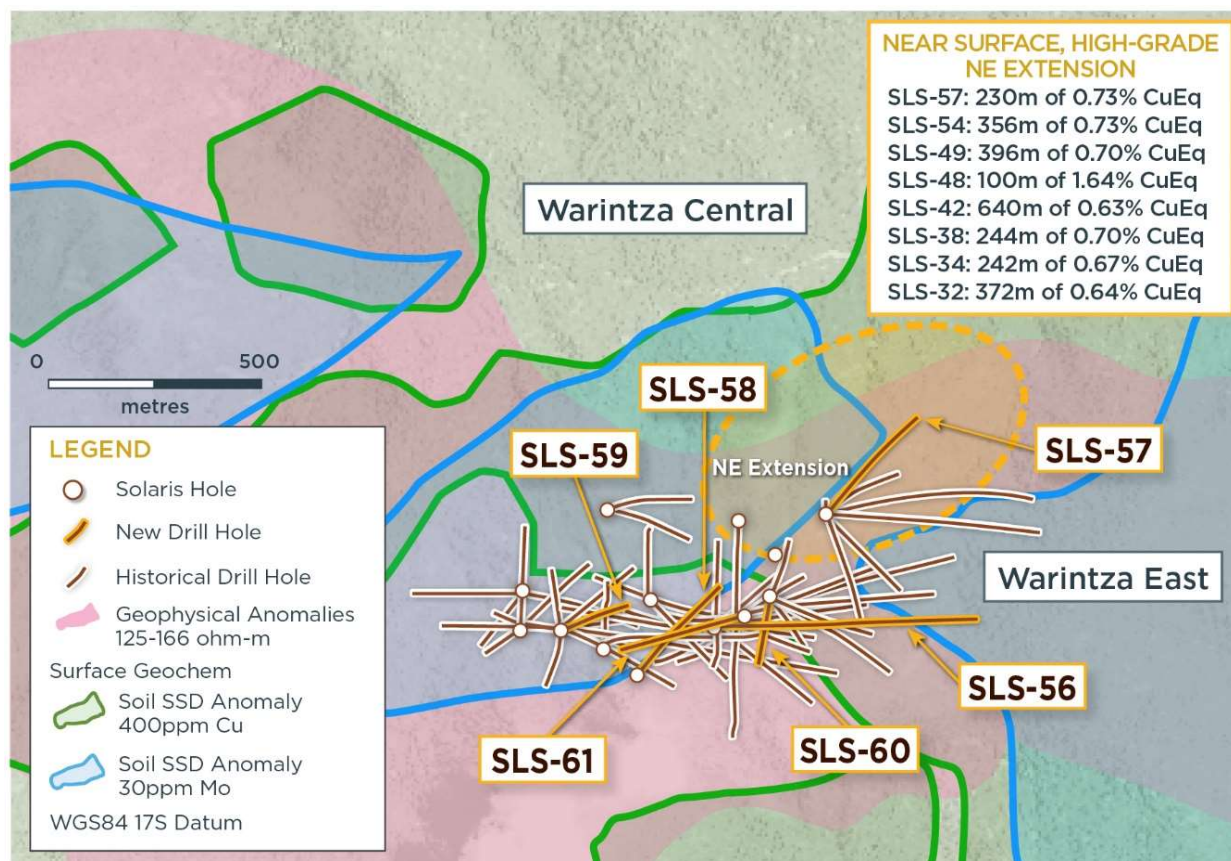 NEAR SURFACE, HIGH-GRADE
NE EXTENSION
SLS-57: 230m of 0.73% CuEq
SLS-54: 356m of 0.73% CuEq
SLS-49: 396m of 0.70% CuEq
SLS-48: 100m of 1.64% CuEq
SLS-42: 640m of 0.63% CuEq
SLS-38: 244m of 0.70% CuEq
SLS-34: 242m of 0.67% CuEq
SLS-32: 372m of 0.64% CuEq
Warintza Central
0 500
metres
SLS-58
SLS-59
SLS-57
NE Extension
Warintza East
SLS-56
SLS-61
SLS-60
LEGEND
Solaris Hole
New Drill Hole
Historical Drill Hole
Geophysical Anomalies
125-166 ohm-m
Surface Geochem
Soil SSD Anomaly
400ppm Cu
Soil SSD Anomaly
30ppm Mo
WGS84 17S Datum